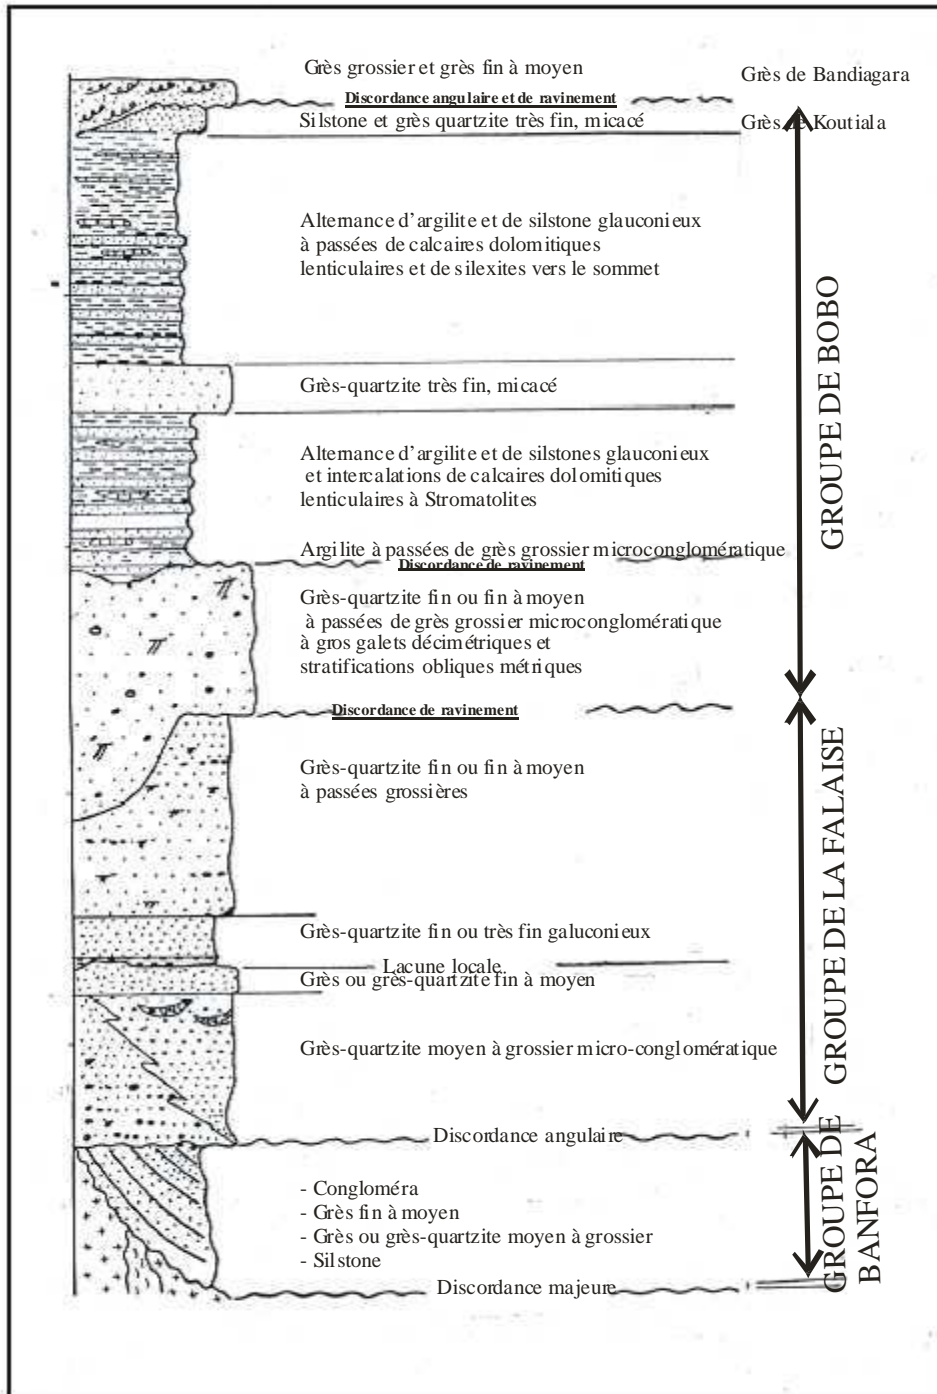 Grès grossier et grès fin à moyen
Grès de Bandiagara
Discordance angulaire et de ravinement
Silstone et grès quartzite très fin, micacé
Grès de Koutiala
Alternance d'argilite et de silstone glauconieux
à passées de calcaires dolomitiques
lenticulaires et de silexites vers le sommet
Grès-quartzite très fin, micacé
Alternance d'argilite et de silstones glauconieux
et intercalations de calcaires dolomitiques
lenticulaires à Stromatolites
Argilite à passées de grès grossier microconglomératique
Discordance de ravinement
Grès-quartzite fin ou fin à moyen
à passées de grès grossier microconglomératique
à gros galets décimétriques et
stratifications obliques métriques
Discordance de ravinement
Grès-quartzite fin ou fin à moyen
à passées grossières
Grès-quartzite fin ou très fin galuconieux
Lacune locale
Grès ou grès-quartzite fin à moyen
Grès-quartzite moyen à grossier micro-conglomératique
Discordance angulaire
- Congloméra
- Grès fin à moyen
- Grès ou grès-quartzite moyen à grossier
- Silstone
Discordance majeure
GROUPE DE BOBO
GROUPE DE LA FALAISE
GROUPE DE
BANFORA